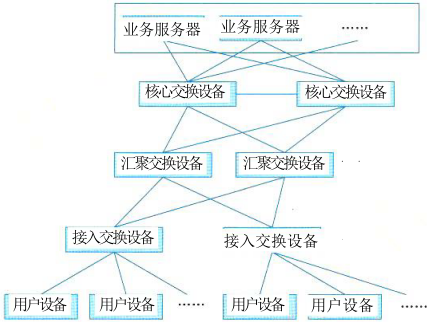 业务服务器 业务服务器 ……
核心交换设备 核心交换设备
汇聚交换设备 汇聚交换设备
接入交换设备 接入交换设备
用户设备 用户设备 …… 用户设备 用户设备 ……